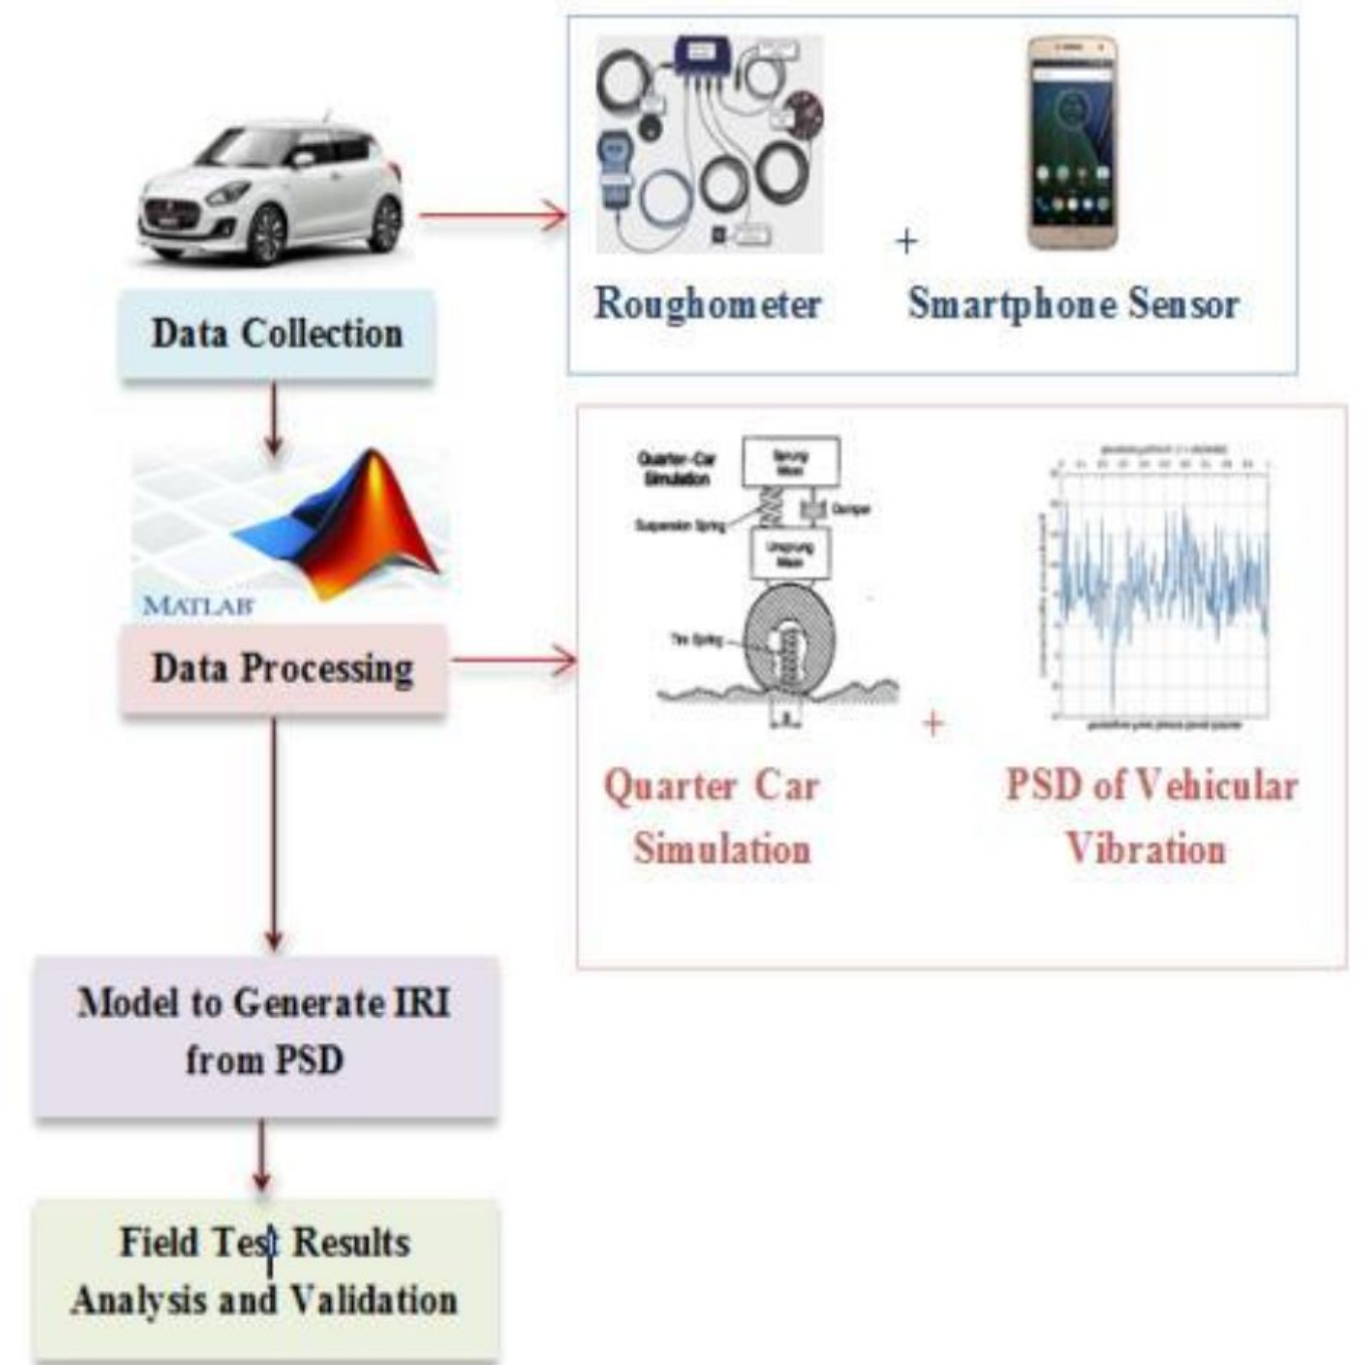 Roughometer
+
Smartphone Sensor
Data Collection
MATLAB
Data Processing
Quarter-Car
Simulation
Sprung
Mass
Suspension Spring
Damper
Unsprung
Mass
Tire Spring
+
Quarter Car
Simulation
PSD of Vehicular
Vibration
Model to Generate IRI
from PSD
Field Test Results
Analysis and Validation